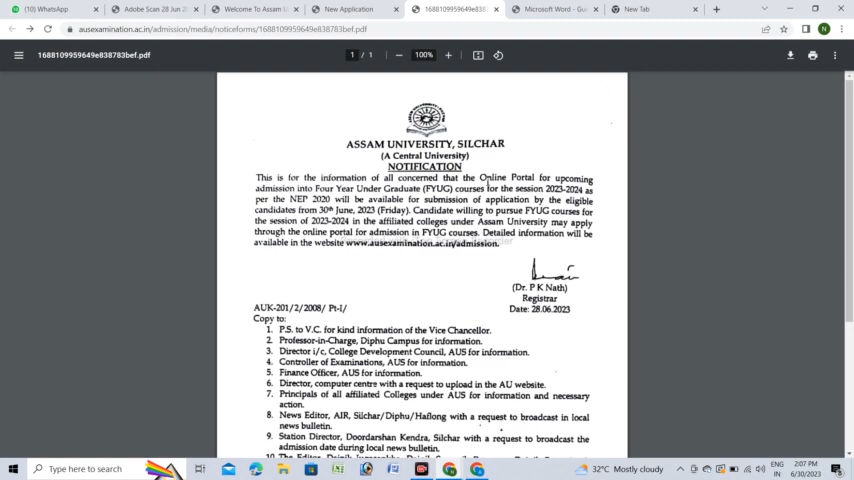 (10) WhatsApp
Adobe Scan 28 Jun 20
Welcome To Assam
New Application
1688109959649e838783
Microsoft Word - Gu
New Tab
ausexamination.ac.in/admission/media/noticeforms/1688109959649e838783bef.pdf
1688109959649e838783bef.pdf
1 / 1
100%
ASSAM UNIVERSITY, SILCHAR
(A Central University)
NOTIFICATION
This is for the information of all concerned that the Online Portal for upcoming
admission into Four Year Under Graduate (FYUG) courses for the session 2023-2024 as
per the NEP 2020 will be available for submission of application by the eligible
candidates from 30th June, 2023 (Friday). Candidate willing to pursue FYUG courses for
the session of 2023-2024 in the affiliated colleges under Assam University may apply
through the online portal for admission in FYUG courses. Detailed information will be
available in the website www.ausexamination.ac.in/admission.
(Dr. P K Nath)
Registrar
Date: 28.06.2023
AUK-201/2/2008/ Pt-I/
Copy to:
1. P.S. to V.C. for kind information of the Vice Chancellor.
2. Professor-in-Charge, Diphu Campus for information.
3. Director i/c, College Development Council, AUS for information.
4. Controller of Examinations, AUS for information.
5. Finance Officer, AUS for information.
6. Director, computer centre with a request to upload in the AU website.
7. Principals of all affiliated Colleges under AUS for information and necessary
action.
8. News Editor, AIR, Silchar/Diphu/Haflong with a request to broadcast in local
news bulletin.
9. Station Director, Doordarshan Kendra, Silchar with a request to broadcast the
admission date during local news bulletin.
Type here to search
32°C Mostly cloudy
ENG
IN
2:07 PM
6/30/2023